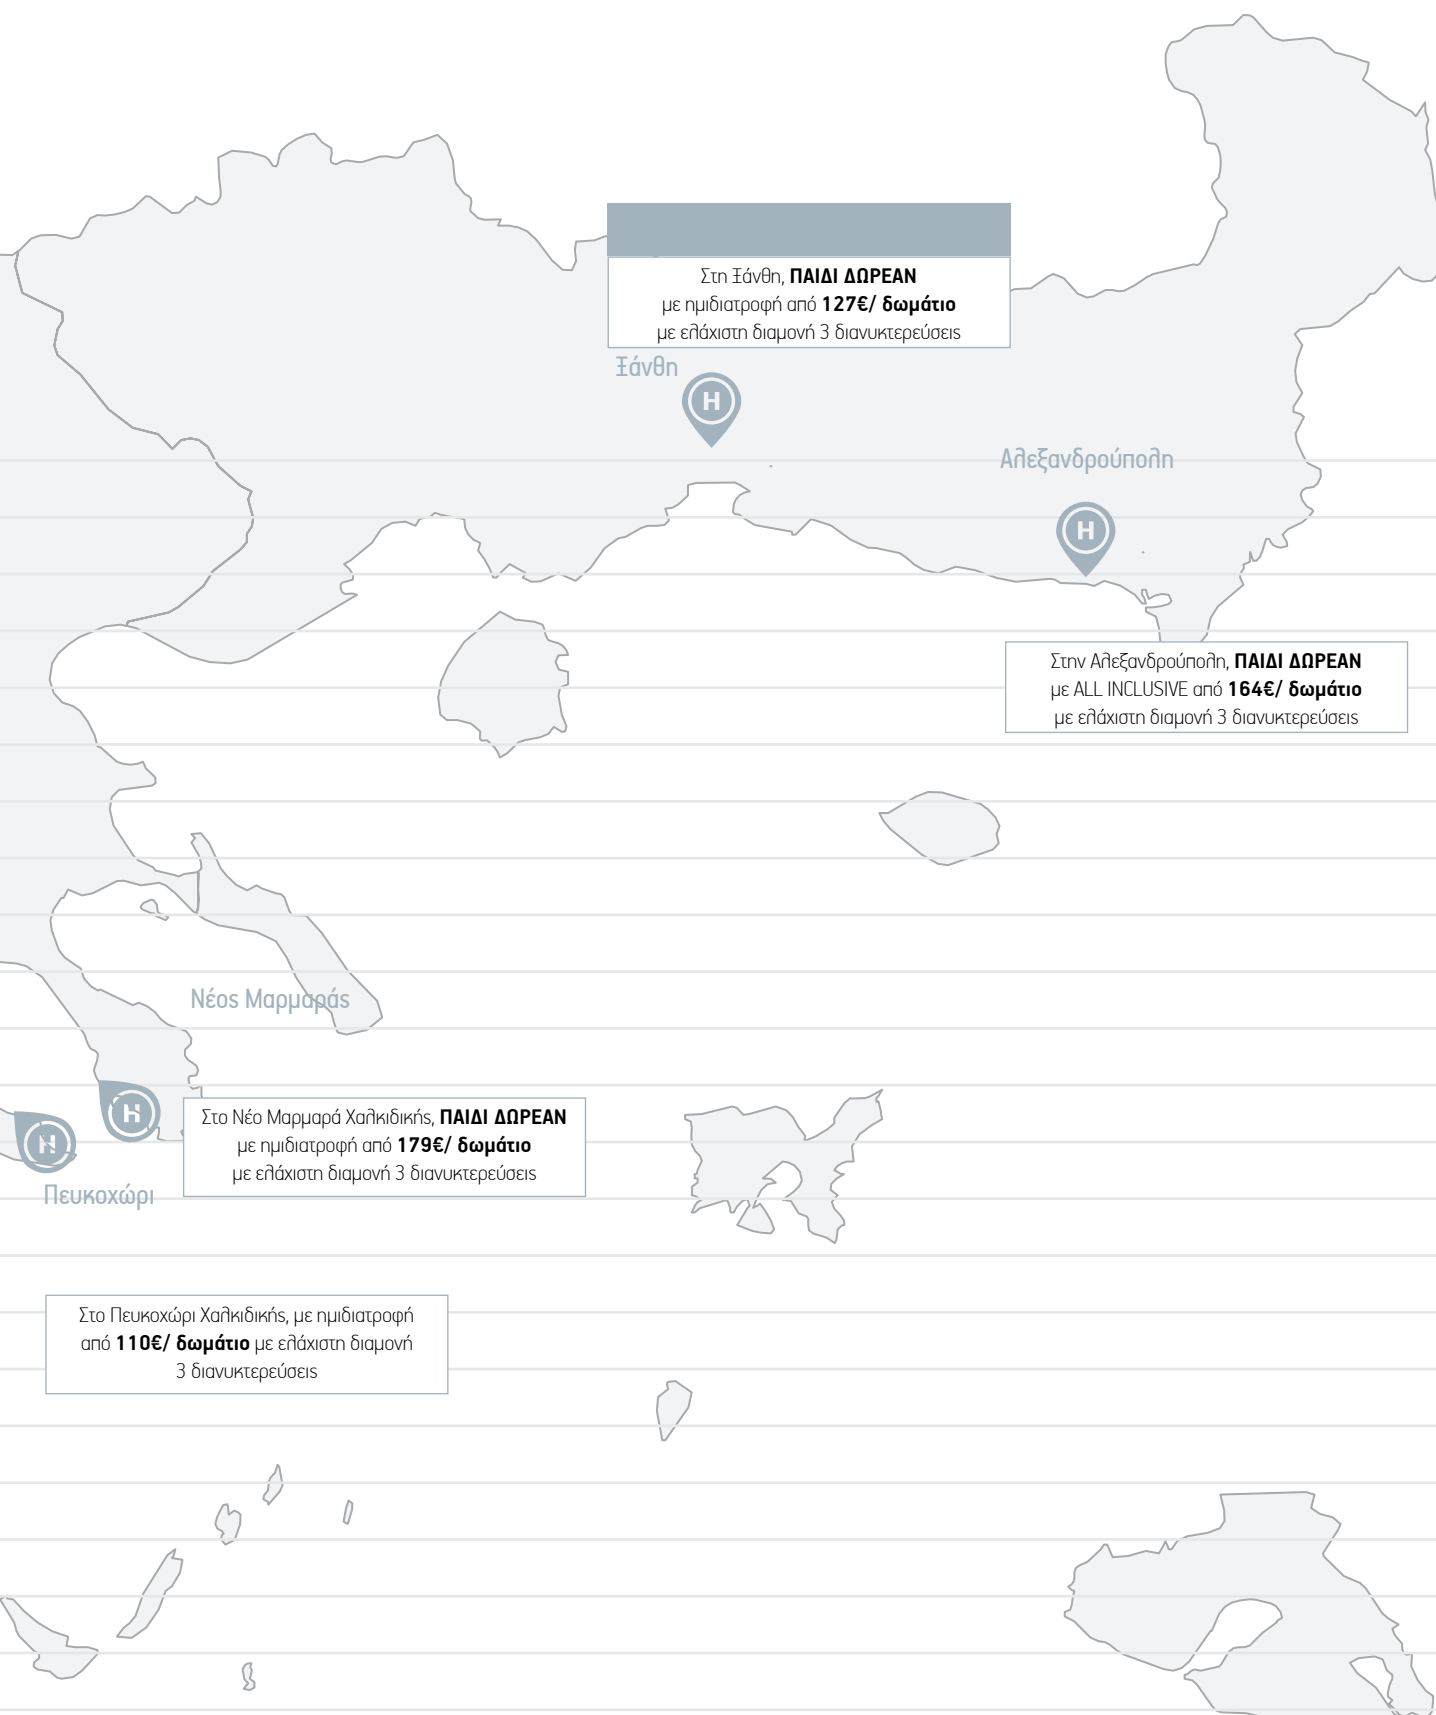 Στη Ξάνθη, ΠΑΙΔΙ ΔΩΡΕΑΝ
με ημιδιατροφή από 127€/ δωμάτιο
με ελάχιστη διαμονή 3 διανυκτερεύσεις
Ξάνθη
H
Αλεξανδρούπολη
H
Στην Αλεξανδρούπολη, ΠΑΙΔΙ ΔΩΡΕΑΝ
με ALL INCLUSIVE από 164€/ δωμάτιο
με ελάχιστη διαμονή 3 διανυκτερεύσεις
Νέος Μαρμαράς
H
H
Στο Νέο Μαρμαρά Χαλκιδικής, ΠΑΙΔΙ ΔΩΡΕΑΝ
με ημιδιατροφή από 179€/ δωμάτιο
με ελάχιστη διαμονή 3 διανυκτερεύσεις
Πευκοχώρι
Στο Πευκοχώρι Χαλκιδικής, με ημιδιατροφή
από 110€/ δωμάτιο με ελάχιστη διαμονή
3 διανυκτερεύσεις